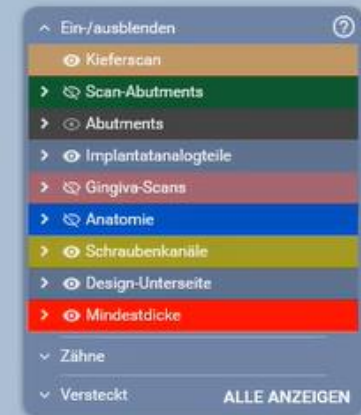 Ein-/ausblenden
Kieferscan
Scan-Abutments
Abutments
Implantatanalogteile
Gingiva-Scans
Anatomie
Schraubenkanäle
Design-Unterseite
Mindestdicke
Zähne
Versteckt ALLE ANZEIGEN